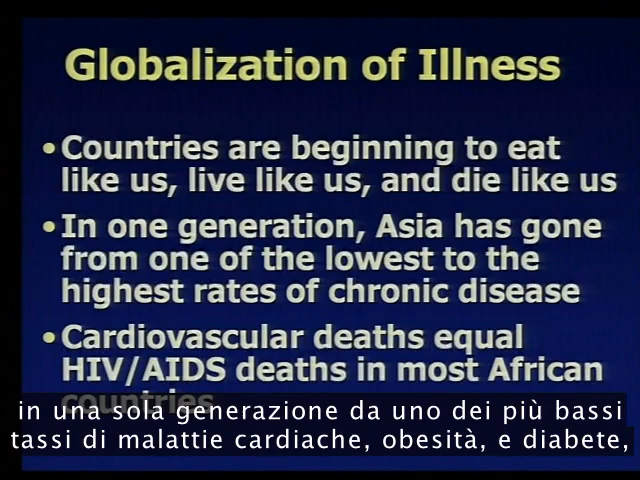 Globalization of Illness
•Countries are beginning to eat
like us, live like us, and die like us
•In one generation, Asia has gone
from one of the lowest to the
highest rates of chronic disease
•Cardiovascular deaths equal
HIV/AIDS deaths in most African
countries
in una sola generazione da uno dei più bassi
tassi di malattie cardiache, obesità, e diabete,